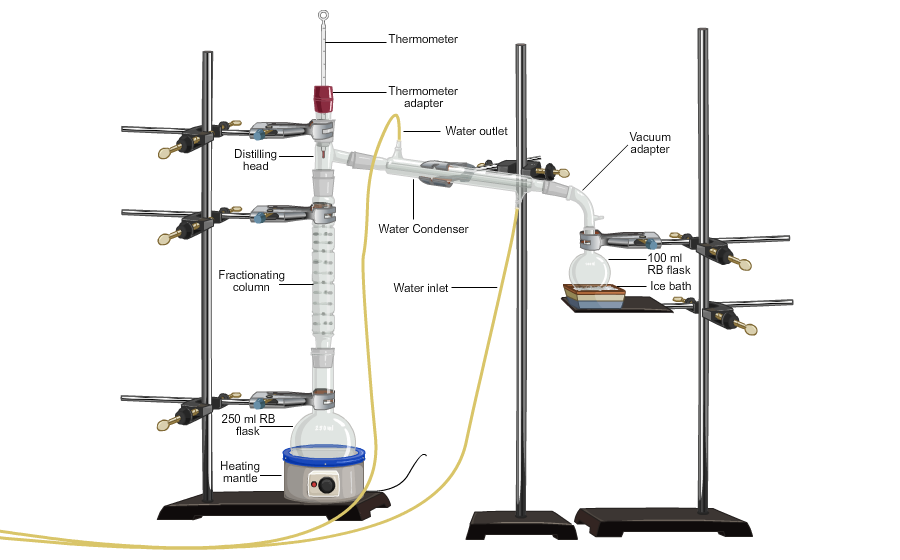 Thermometer
Thermometer
adapter
Water outlet
Vacuum
adapter
Distilling
head
Water Condenser
100 ml
RB flask
Fractionating
column
Water inlet
Ice bath
250 ml RB
flask
Heating
mantle